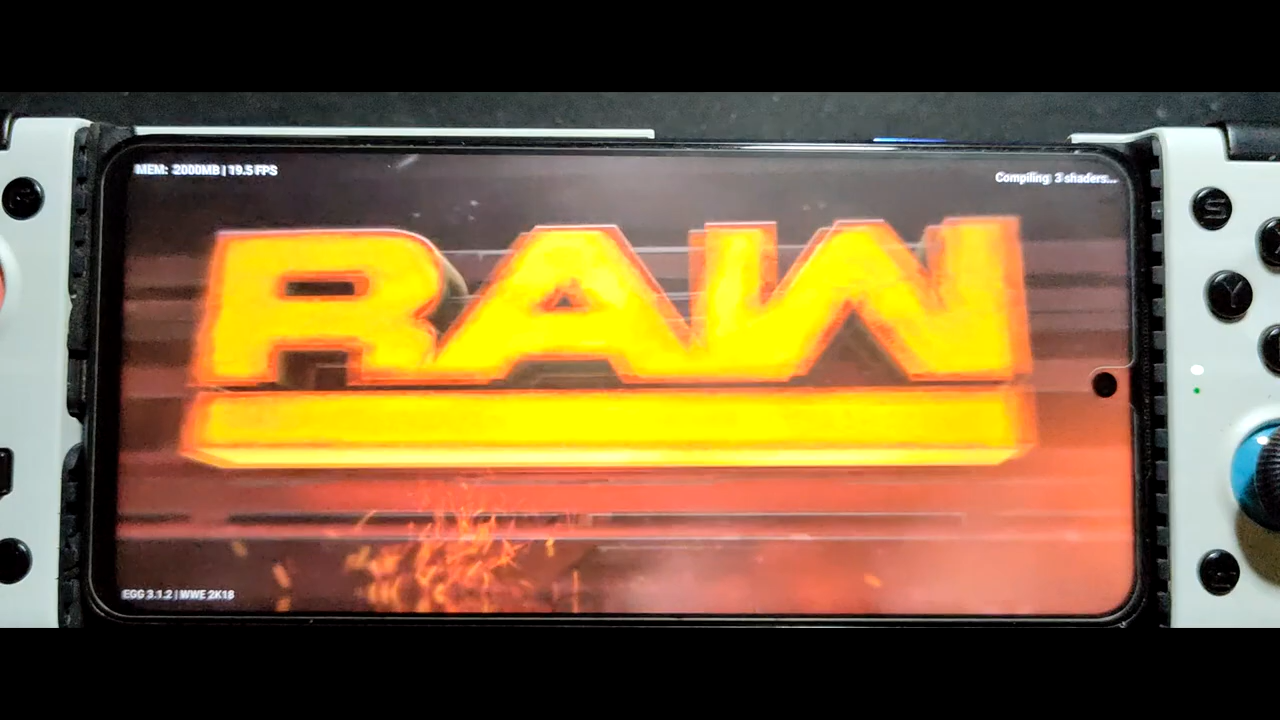 MEM: 2000MB | 19.5 FPS
Compiling 3 shaders...
RAW
EGG 3.1.2 | WWE 2K18
S
Y